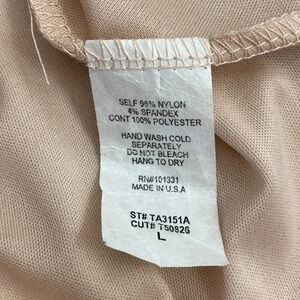 SELF 96% NYLON
4% SPANDEX
CONT 100% POLYESTER
HAND WASH COLD
SEPARATELY
DO NOT BLEACH
HANG TO DRY
RN#101331
MADE IN U.S.A
ST# TA3151A
CUT# T50826
L